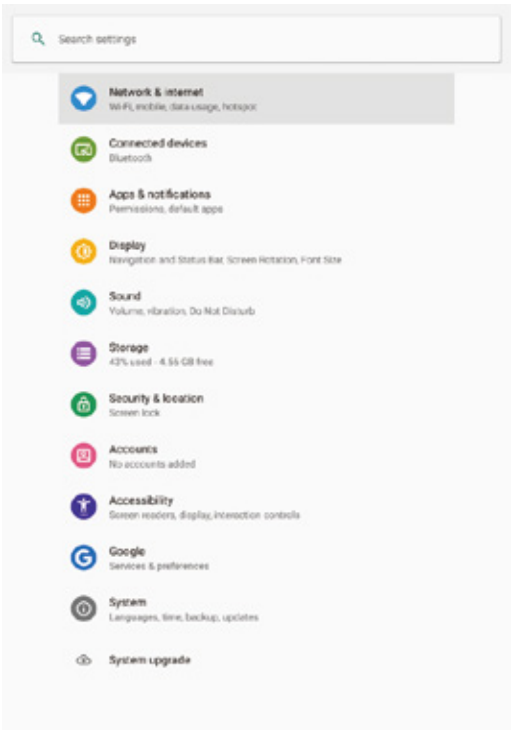 Search settings
Network & internet
Wi-Fi, mobile, data usage, hotspot
Connected devices
Bluetooth
Apps & notifications
Permissions, default apps
Display
Navigation and Status Bar, Screen Rotation, Font Size
Sound
Volume, vibration, Do Not Disturb
Storage
43% used - 4.56 GB free
Security & location
Screen lock
Accounts
No accounts added
Accessibility
Screen readers, display, interaction controls
Google
Services & preferences
System
Languages, time, backup, updates
System upgrade